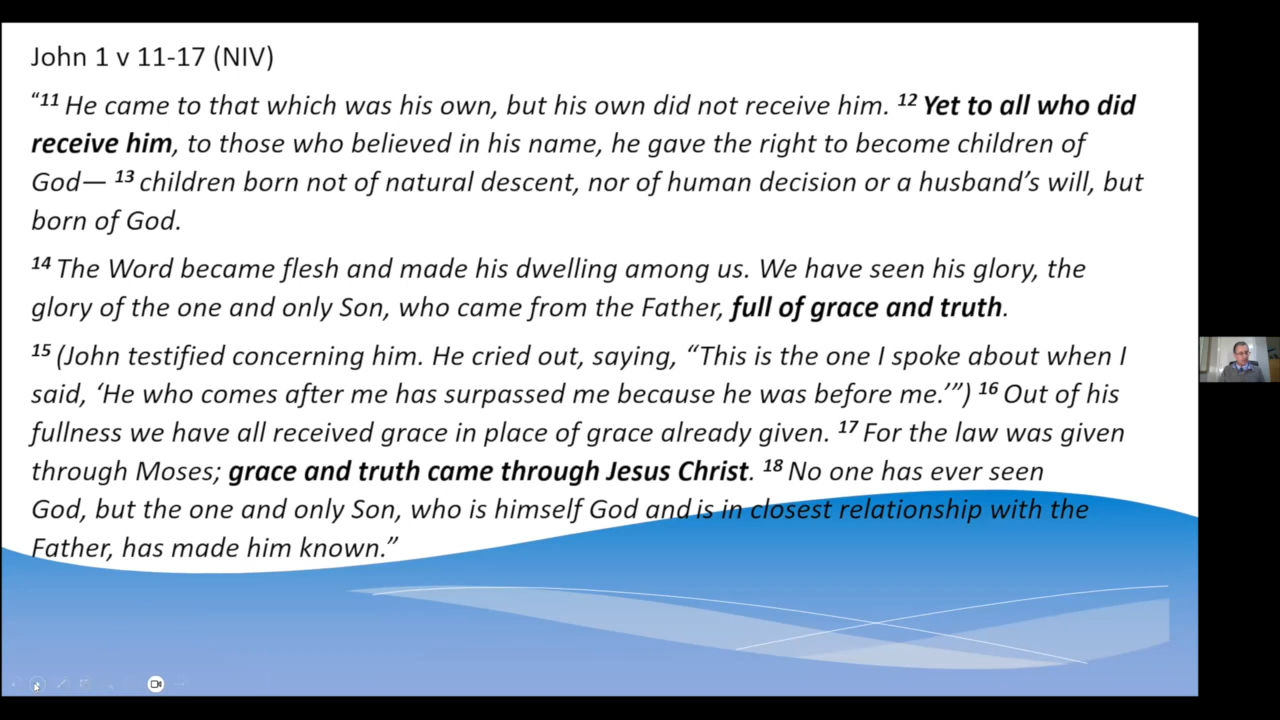 John 1 v 11-17 (NIV)
“11 He came to that which was his own, but his own did not receive him. 12 Yet to all who did
receive him, to those who believed in his name, he gave the right to become children of
God— 13 children born not of natural descent, nor of human decision or a husband’s will, but
born of God.
14 The Word became flesh and made his dwelling among us. We have seen his glory, the
glory of the one and only Son, who came from the Father, full of grace and truth.
15 (John testified concerning him. He cried out, saying, “This is the one I spoke about when I
said, ‘He who comes after me has surpassed me because he was before me.’”) 16 Out of his
fullness we have all received grace in place of grace already given. 17 For the law was given
through Moses; grace and truth came through Jesus Christ. 18 No one has ever seen
God, but the one and only Son, who is himself God and is in closest relationship with the
Father, has made him known.”